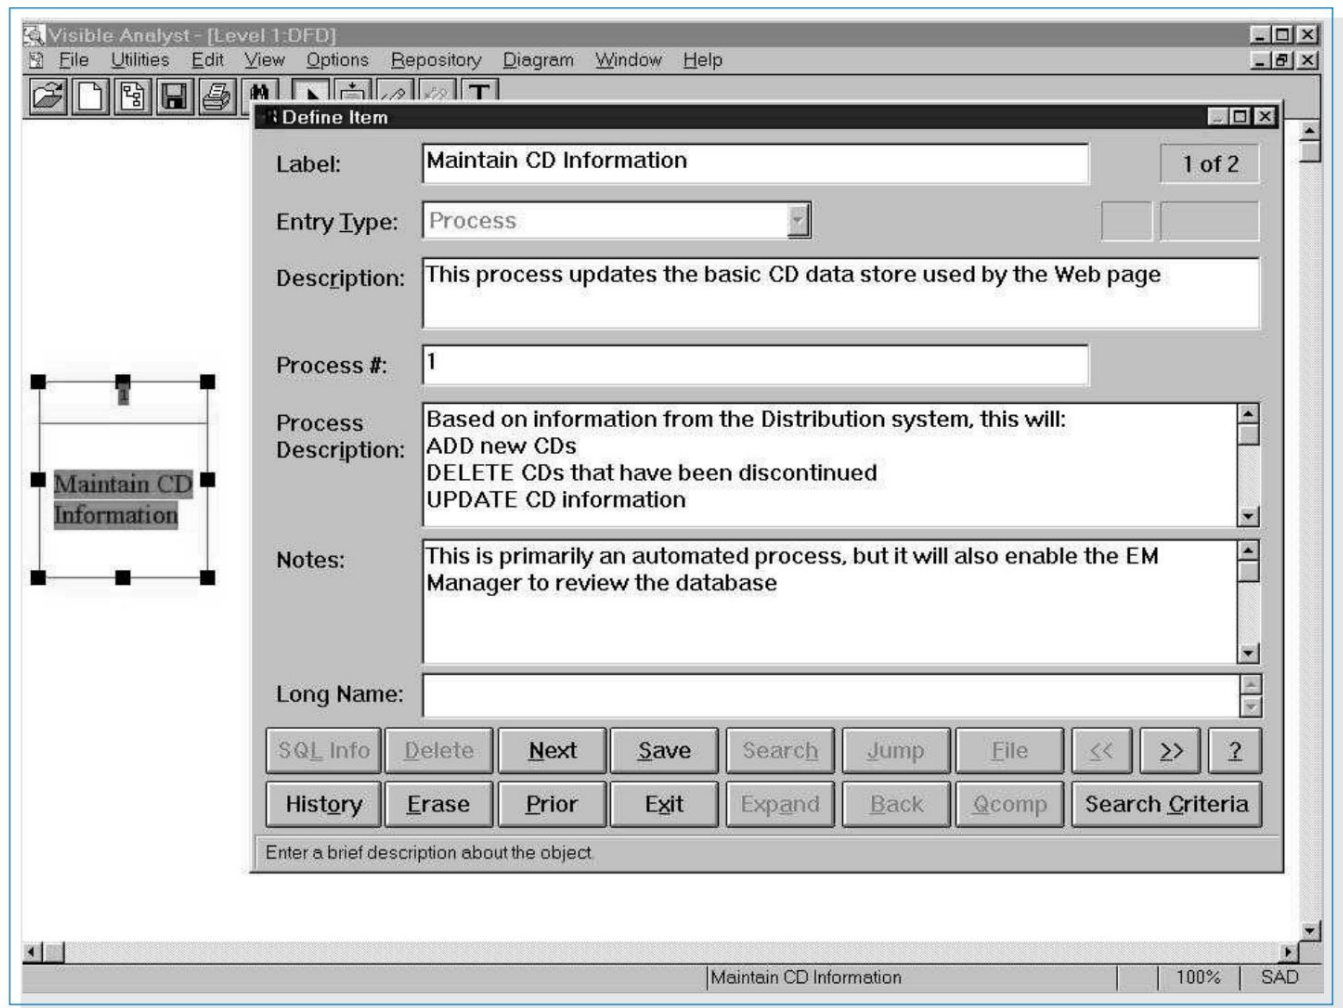 Visible Analyst - [Level 1:DFD]
File Utilities Edit View Options Repository Diagram Window Help
T
Define Item
Label: Maintain CD Information 1 of 2
Entry Type: Process
Description: This process updates the basic CD data store used by the Web page
Process #: 1
Process Description: Based on information from the Distribution system, this will:
ADD new CDs
DELETE CDs that have been discontinued
UPDATE CD information
Notes: This is primarily an automated process, but it will also enable the EM
Manager to review the database
Long Name:
SQL Info Delete Next Save Search Jump File << >> ?
History Erase Prior Exit Expand Back Qcomp Search Criteria
Enter a brief description about the object.
1
Maintain CD
Information
Maintain CD Information 100% SAD